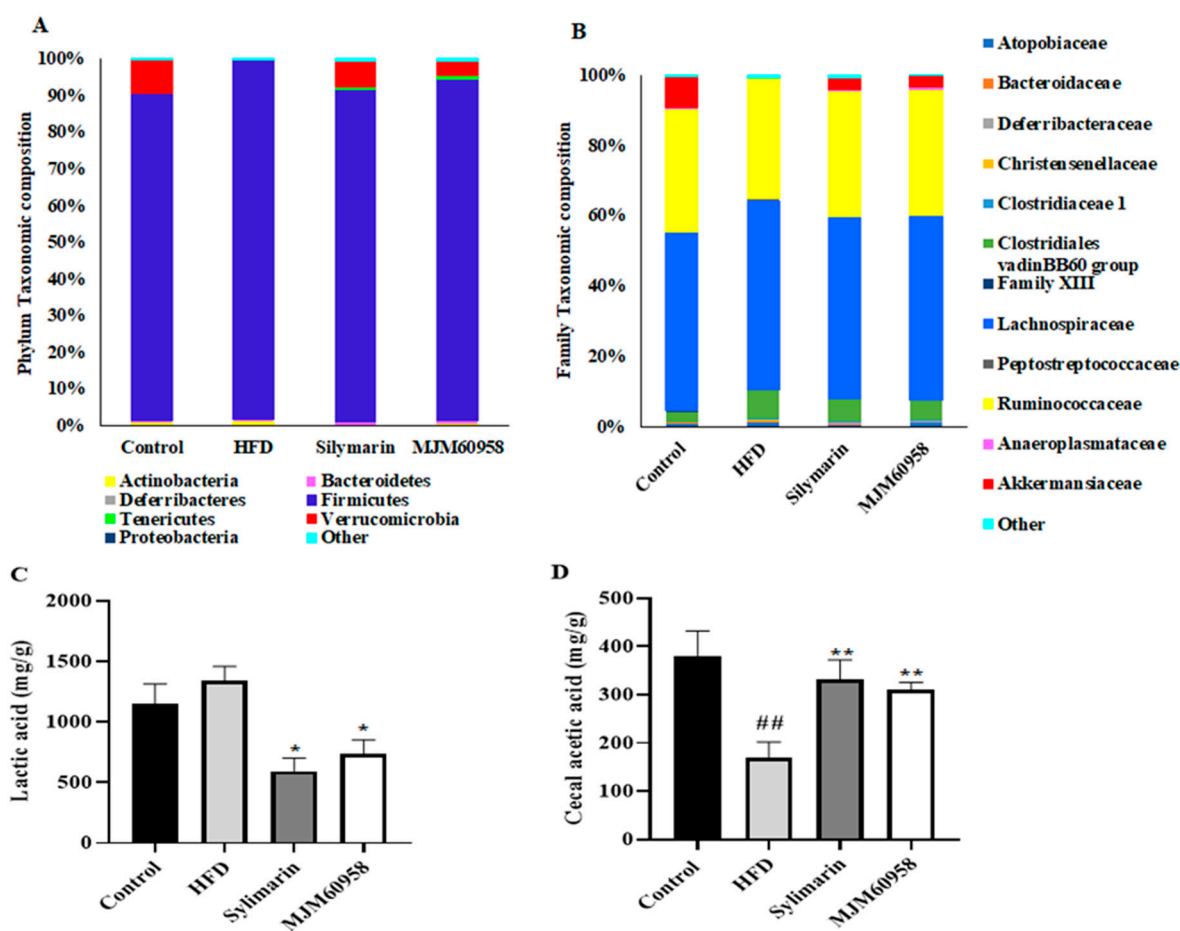 A
Phylum Taxonomic composition
100%
90%
80%
70%
60%
50%
40%
30%
20%
10%
0%
Control
HFD
Silymarin
MJM60958
Actinobacteria
Bacteroidetes
Deferribacteres
Firmicutes
Tenericutes
Verrucomicrobia
Proteobacteria
Other
B
Family Taxonomic composition
100%
80%
60%
40%
20%
0%
Control
HFD
Silymarin
MJM60958
Atopobiaceae
Bacteroidaceae
Deferribacteraceae
Christensenellaceae
Clostridiaceae 1
Clostridiales
vadinBB60 group
Family XIII
Lachnospiraceae
Peptostreptococcaceae
Ruminococcaceae
Anaeroplasmataceae
Akkermansiaceae
Other
C
Lactic acid (mg/g)
2000
1500
1000
500
0
*
*
Control
HFD
Sylimarin
MJM60958
D
Cecal acetic acid (mg/g)
500
400
300
200
100
0
##
**
**
Control
HFD
Sylimarin
MJM60958